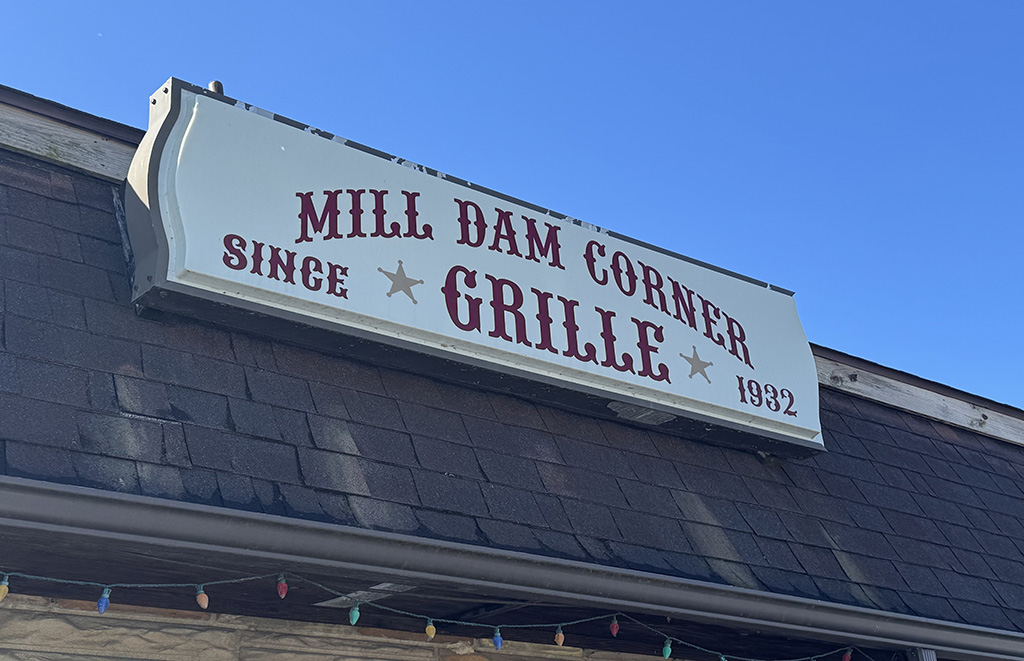 MILL DAM CORNER
SINCE GRILLE 1932